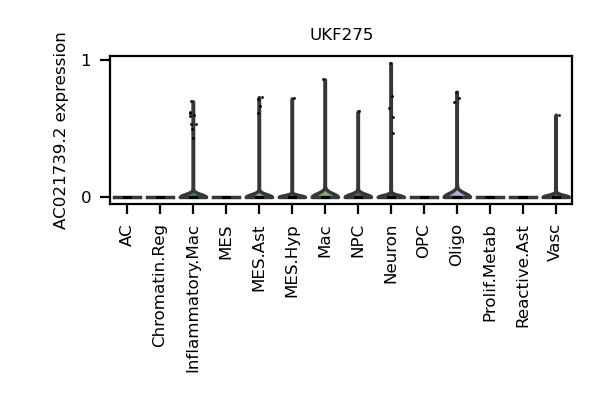 UKF275
AC021739.2 expression
1
0
AC
Chromatin.Reg
Inflammatory.Mac
MES
MES.Ast
MES.Hyp
Mac
NPC
Neuron
OPC
Oligo
Prolif.Metab
Reactive.Ast
Vasc